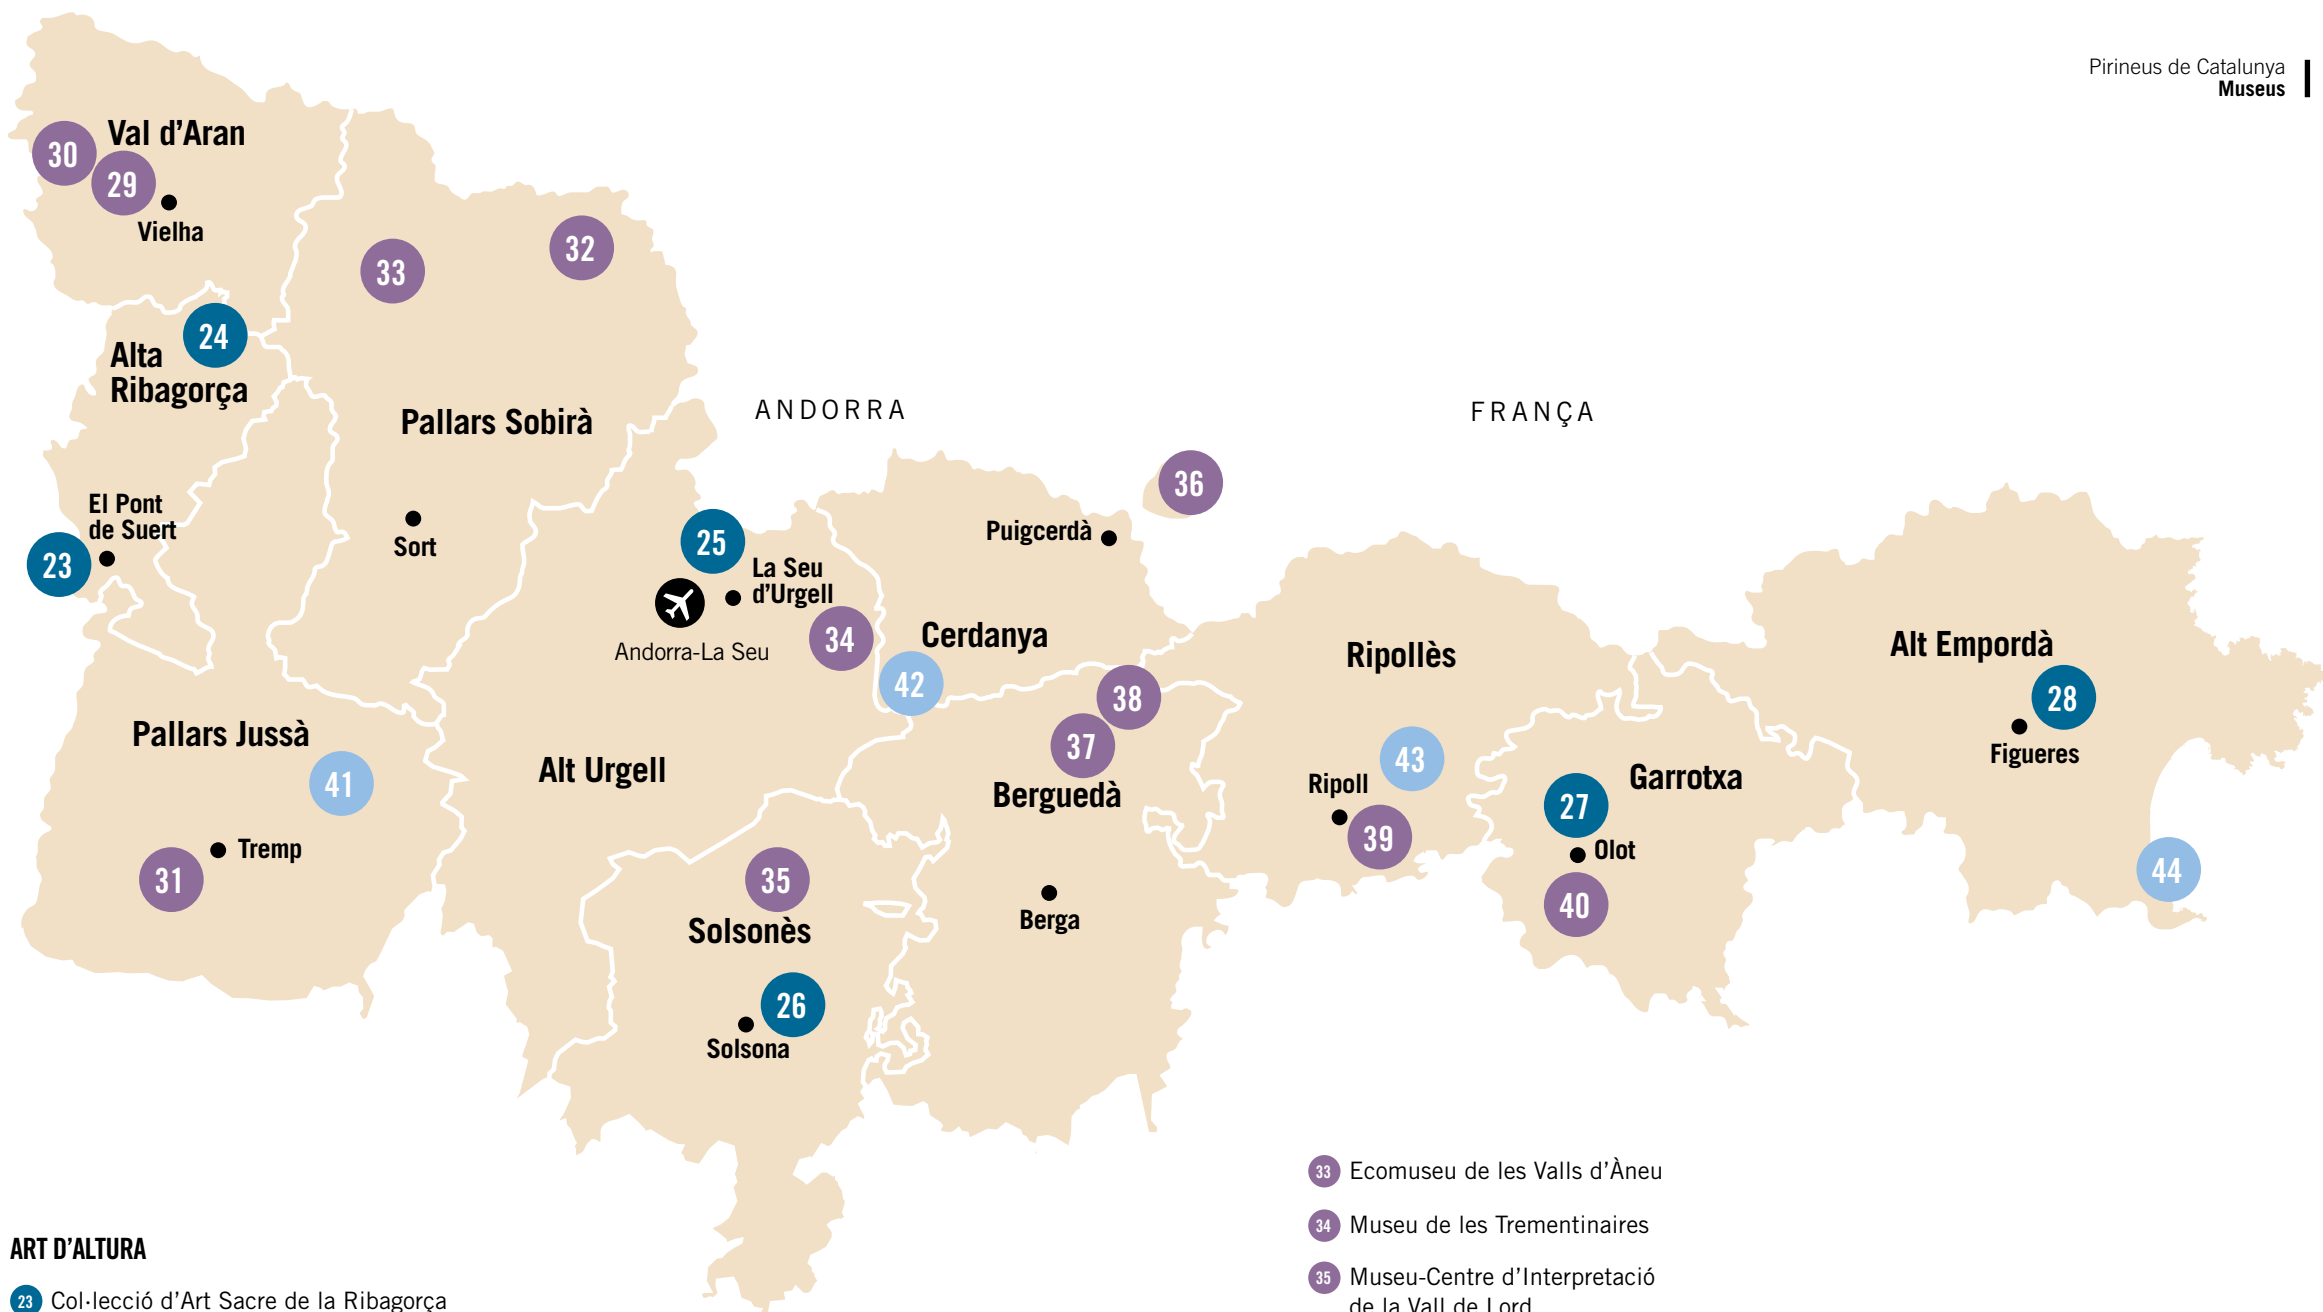 Pirineus de Catalunya
Museus
Val d'Aran
30
29
Vielha
33
32
24
Alta
Ribagorça
Pallars Sobirà
ANDORRA
FRANÇA
El Pont
de Suert
23
Sort
25
La Seu
d'Urgell
Andorra-La Seu
34
Puigcerdà
36
Cerdanya
42
Ripollès
Alt Empordà
28
Figueres
38
37
Berguedà
Pallars Jussà
41
Alt Urgell
43
Ripoll
39
Garrotxa
27
Olot
40
44
Tremp
31
35
Solsonès
Berga
26
Solsona
ART D'ALTURA
23 Col·lecció d'Art Sacre de la Ribagorça
33 Ecomuseu de les Valls d'Àneu
34 Museu de les Trementinaires
35 Museu-Centre d'Interpretació
de la Vall de Lord